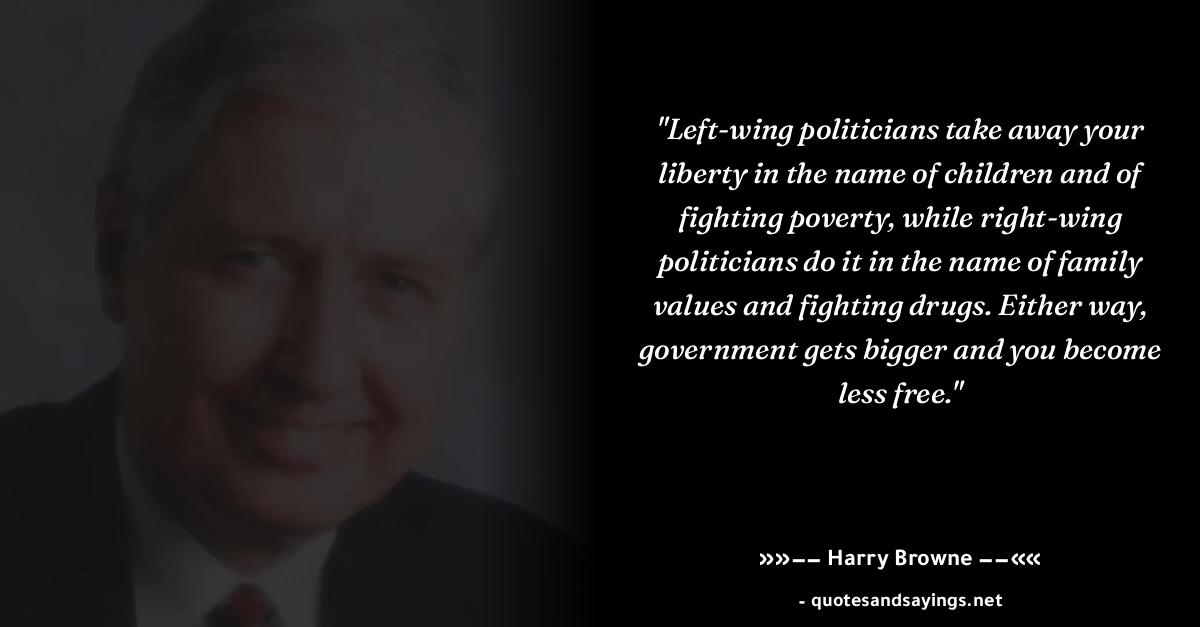 "Left-wing politicians take away your
liberty in the name of children and of
fighting poverty, while right-wing
politicians do it in the name of family
values and fighting drugs. Either way,
government gets bigger and you become
less free."
»»–– Harry Browne ––««
- quotesandsayings.net